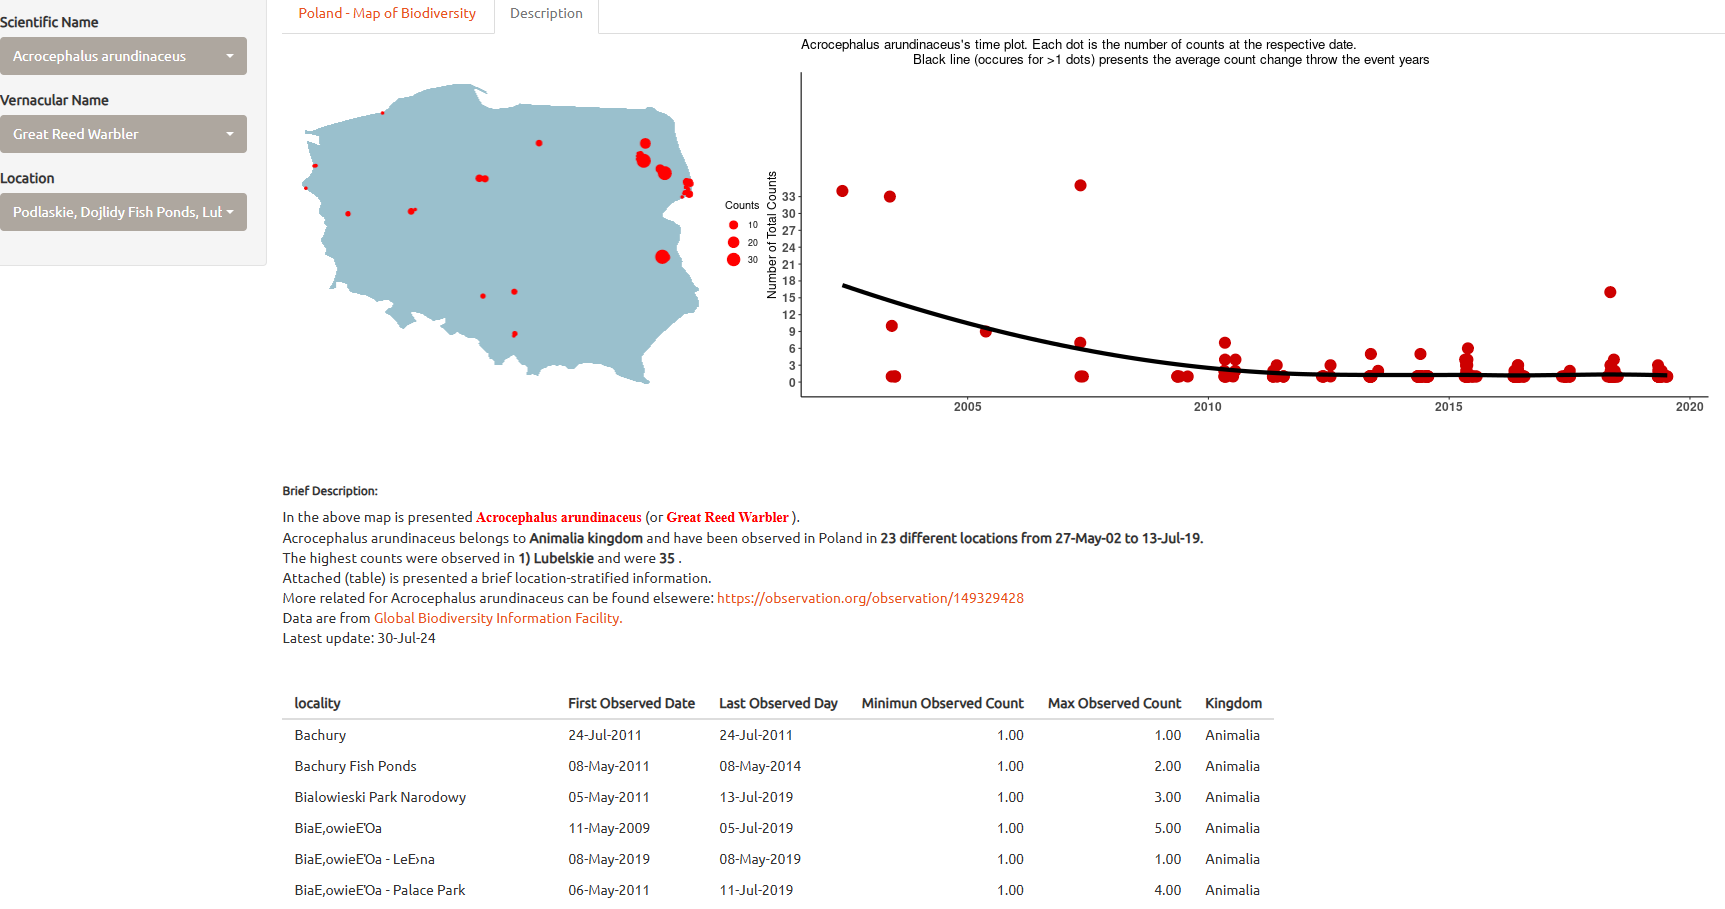 Poland - Map of Biodiversity
Description
Scientific Name
Acrocephalus arundinaceus
Vernacular Name
Great Reed Warbler
Location
Podlaskie, Dojlidy Fish Ponds, Lub
Counts
10
20
30
Acrocephalus arundinaceus's time plot. Each dot is the number of counts at the respective date.
Black line (occures for >1 dots) presents the average count change throw the event years
Number of Total Counts
33
30
27
24
21
18
15
12
9
6
3
0
2005 2010 2015 2020
Brief Description:
In the above map is presented Acrocephalus arundinaceus (or Great Reed Warbler ).
Acrocephalus arundinaceus belongs to Animalia kingdom and have been observed in Poland in 23 different locations from 27-May-02 to 13-Jul-19.
The highest counts were observed in 1) Lubelskie and were 35 .
Attached (table) is presented a brief location-stratified information.
More related for Acrocephalus arundinaceus can be found elsewere: https://observation.org/observation/149329428
Data are from Global Biodiversity Information Facility.
Latest update: 30-Jul-24
locality First Observed Date Last Observed Day Minimun Observed Count Max Observed Count Kingdom
Bachury 24-Jul-2011 24-Jul-2011 1.00 1.00 Animalia
Bachury Fish Ponds 08-May-2011 08-May-2014 1.00 2.00 Animalia
Bialowieski Park Narodowy 05-May-2011 13-Jul-2019 1.00 3.00 Animalia
BiaE‚owieE'Oa 11-May-2009 05-Jul-2019 1.00 5.00 Animalia
BiaE‚owieE'Oa - LeE›na 08-May-2019 08-May-2019 1.00 1.00 Animalia
BiaE‚owieE'Oa - Palace Park 06-May-2011 11-Jul-2019 1.00 4.00 Animalia